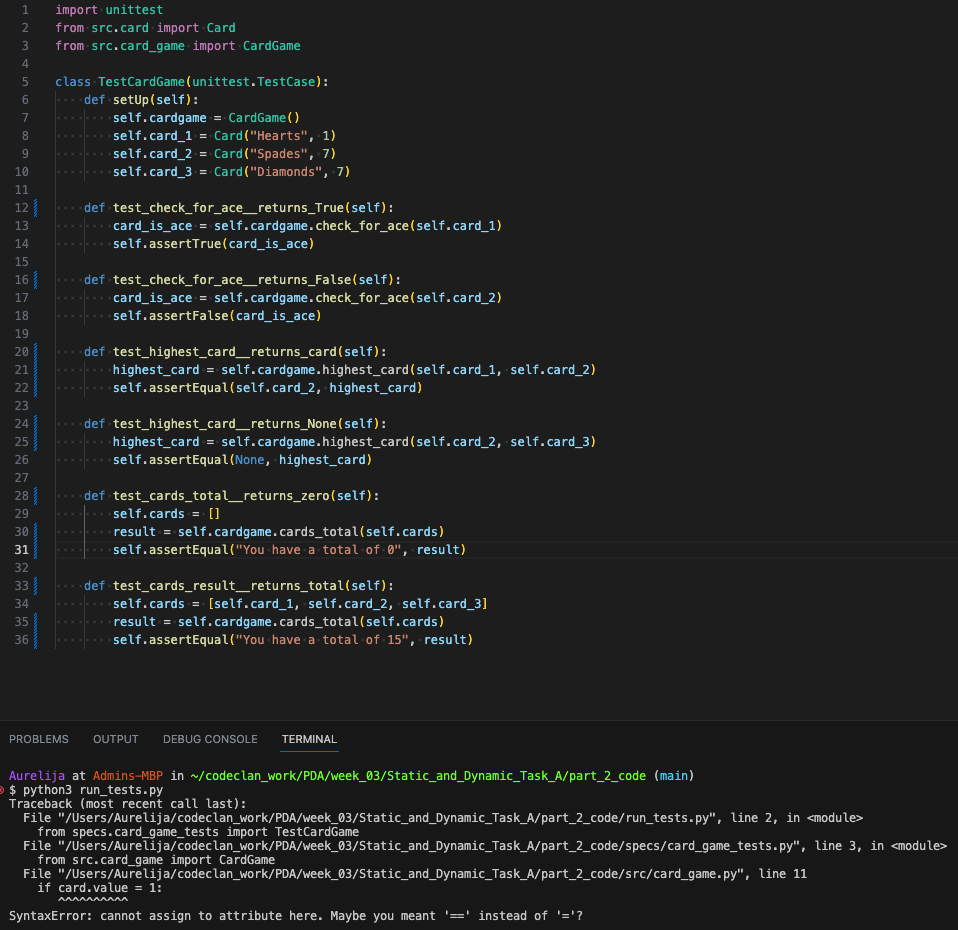 1 import unittest
2 from src.card import Card
3 from src.card_game import CardGame
4
5 class TestCardGame(unittest.TestCase):
6     def setUp(self):
7         self.cardgame = CardGame()
8         self.card_1 = Card("Hearts", 1)
9         self.card_2 = Card("Spades", 7)
10         self.card_3 = Card("Diamonds", 7)
11
12     def test_check_for_ace__returns_True(self):
13         card_is_ace = self.cardgame.check_for_ace(self.card_1)
14         self.assertTrue(card_is_ace)
15
16     def test_check_for_ace__returns_False(self):
17         card_is_ace = self.cardgame.check_for_ace(self.card_2)
18         self.assertFalse(card_is_ace)
19
20     def test_highest_card__returns_card(self):
21         highest_card = self.cardgame.highest_card(self.card_1, self.card_2)
22         self.assertEqual(self.card_2, highest_card)
23
24     def test_highest_card__returns_None(self):
25         highest_card = self.cardgame.highest_card(self.card_2, self.card_3)
26         self.assertEqual(None, highest_card)
27
28     def test_cards_total__returns_zero(self):
29         self.cards = []
30         result = self.cardgame.cards_total(self.cards)
31         self.assertEqual("You have a total of 0", result)
32
33     def test_cards_result__returns_total(self):
34         self.cards = [self.card_1, self.card_2, self.card_3]
35         result = self.cardgame.cards_total(self.cards)
36         self.assertEqual("You have a total of 15", result)
PROBLEMS OUTPUT DEBUG CONSOLE TERMINAL
Aurelija at Admins-MBP in ~/codeclan_work/PDA/week_03/Static_and_Dynamic_Task_A/part_2_code (main)
$ python3 run_tests.py
Traceback (most recent call last):
  File "/Users/Aurelija/codeclan_work/PDA/week_03/Static_and_Dynamic_Task_A/part_2_code/run_tests.py", line 2, in <module>
    from specs.card_game_tests import TestCardGame
  File "/Users/Aurelija/codeclan_work/PDA/week_03/Static_and_Dynamic_Task_A/part_2_code/specs/card_game_tests.py", line 3, in <module>
    from src.card_game import CardGame
  File "/Users/Aurelija/codeclan_work/PDA/week_03/Static_and_Dynamic_Task_A/part_2_code/src/card_game.py", line 11
    if card.value = 1:
       ^^^^^^^^^^
SyntaxError: cannot assign to attribute here. Maybe you meant '==' instead of '='?